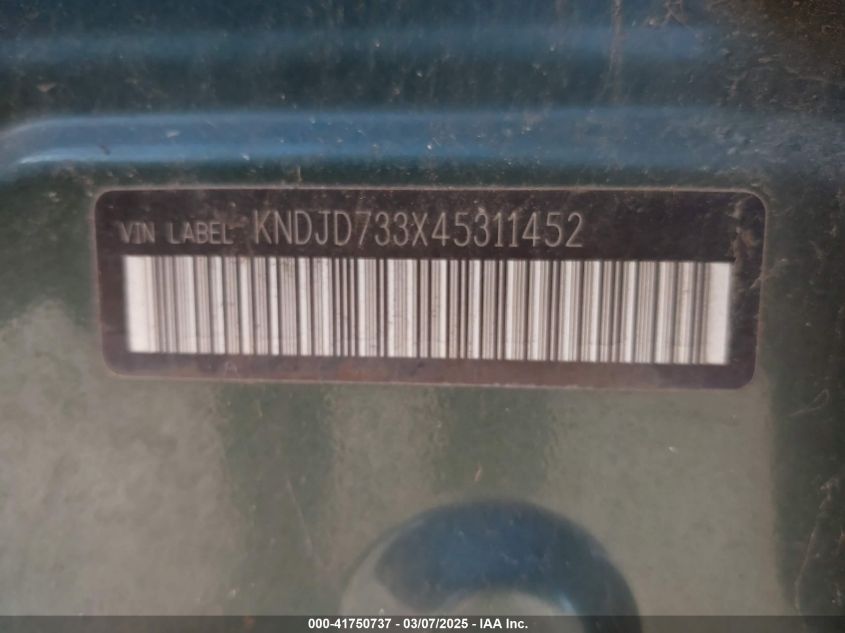 VIN LABEL KNDJD733X45311452
000-41750737 - 03/07/2025 - IAA Inc.